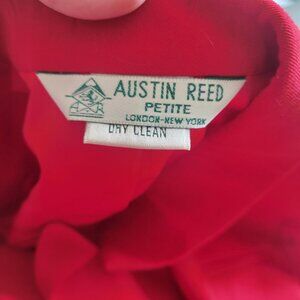 AUSTIN REED
PETITE
LONDON-NEW YORK
DRY CLEAN